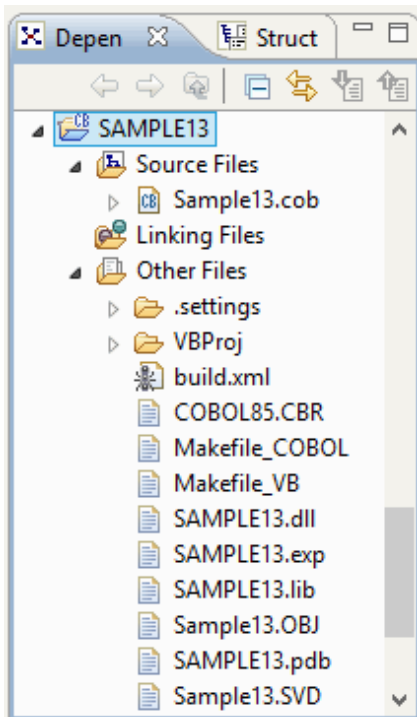 Depen Struct
SAMPLE13
Source Files
Sample13.cob
Linking Files
Other Files
.settings
VBProj
build.xml
COBOL85.CBR
Makefile_COBOL
Makefile_VB
SAMPLE13.dll
SAMPLE13.exp
SAMPLE13.lib
Sample13.OBJ
SAMPLE13.pdb
Sample13.SVD